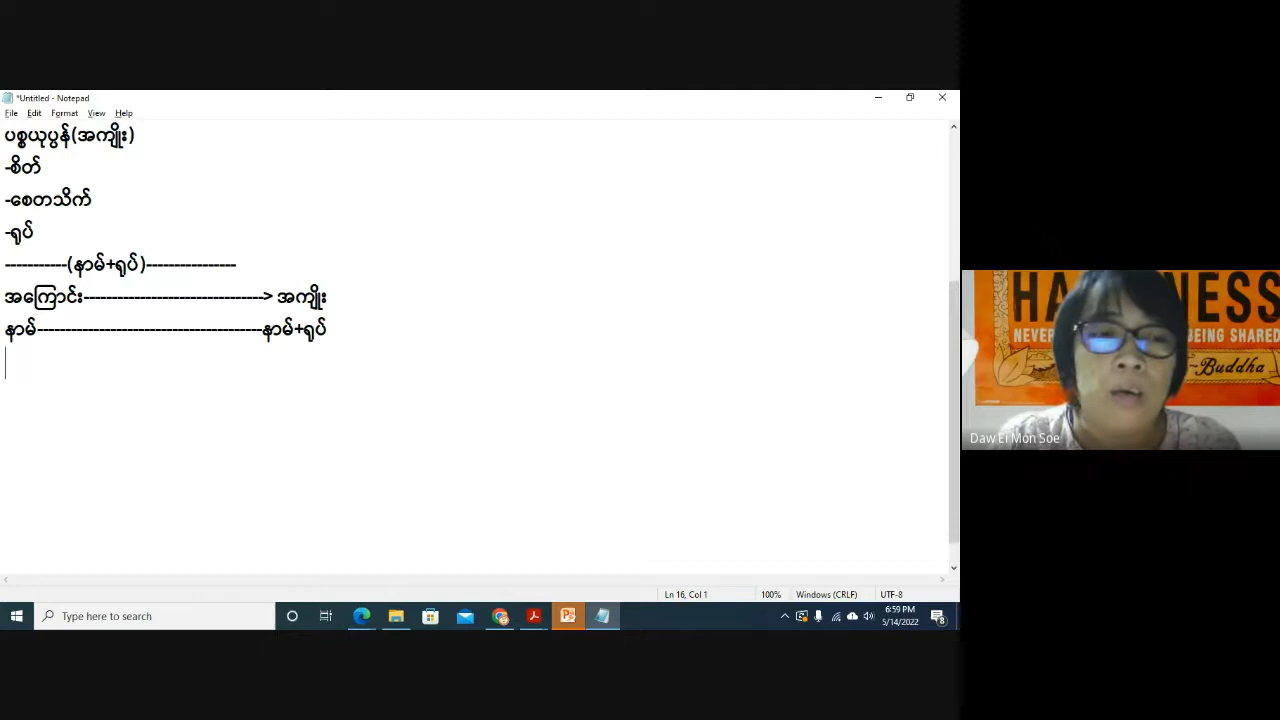 *Untitled - Notepad
File Edit Format View Help
ပစ္စယုပ္ပန်(အကျိုး)
-စိတ်
-စေတသိက်
-ရုပ်
-----------(နာမ်+ရုပ်)----------------
အကြောင်း--------------------------------> အကျိုး
နာမ်----------------------------------------နာမ်+ရုပ်
HA NESS
NEVER BEING SHARED
~Buddha
Daw Ei Mon Soe
Ln 16, Col 1 100% Windows (CRLF) UTF-8
Type here to search
6:59 PM
5/14/2022
8